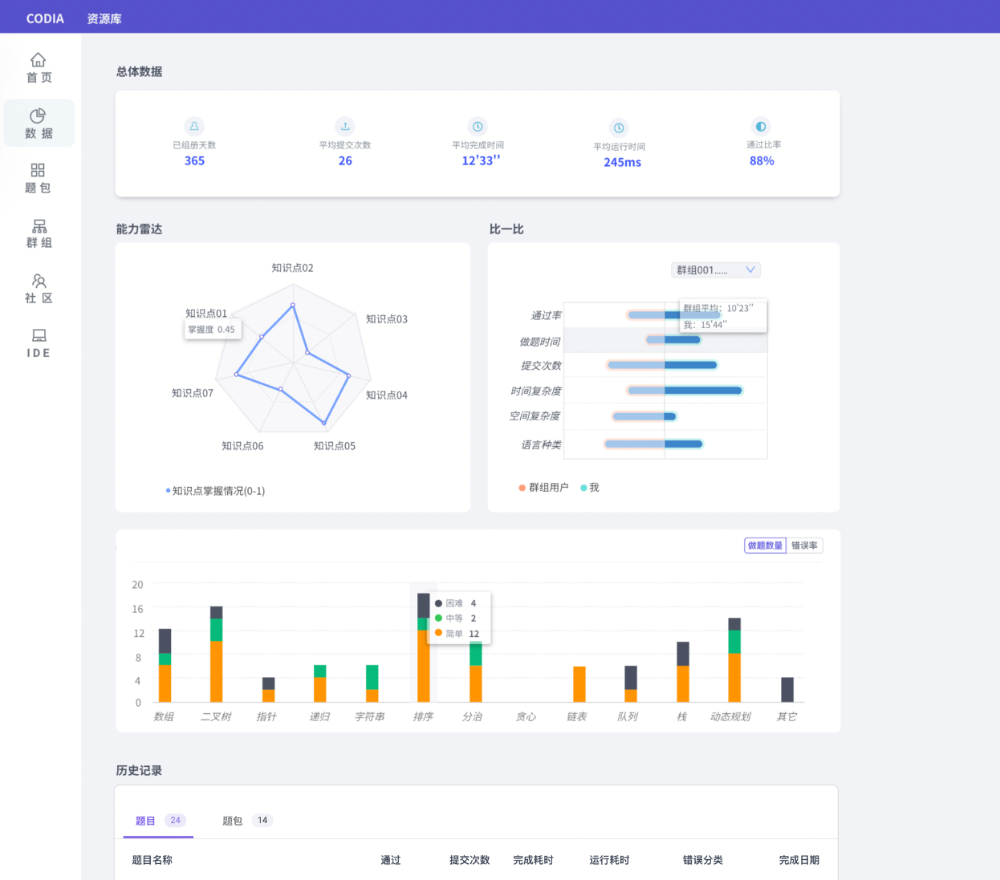 CODIA 资源库
首页
数据
题包
群组
社区
IDE
总体数据
已组册天数
365
平均提交次数
26
平均完成时间
12'33''
平均运行时间
245ms
通过比率
88%
能力雷达
知识点02
知识点01
掌握度 0.45
知识点03
知识点07
知识点04
知识点06
知识点05
知识点掌握情况(0-1)
比一比
群组001......
通过率
群组平均：10'23''
我：15'44''
做题时间
提交次数
时间复杂度
空间复杂度
语言种类
群组用户 我
做题数量 错误率
20
16
12
8
4
0
困难 4
中等 2
简单 12
数组 二叉树 指针 递归 字符串 排序 分治 贪心 链表 队列 栈 动态规划 其它
历史记录
题目 24 题包 14
题目名称 通过 提交次数 完成耗时 运行耗时 错误分类 完成日期